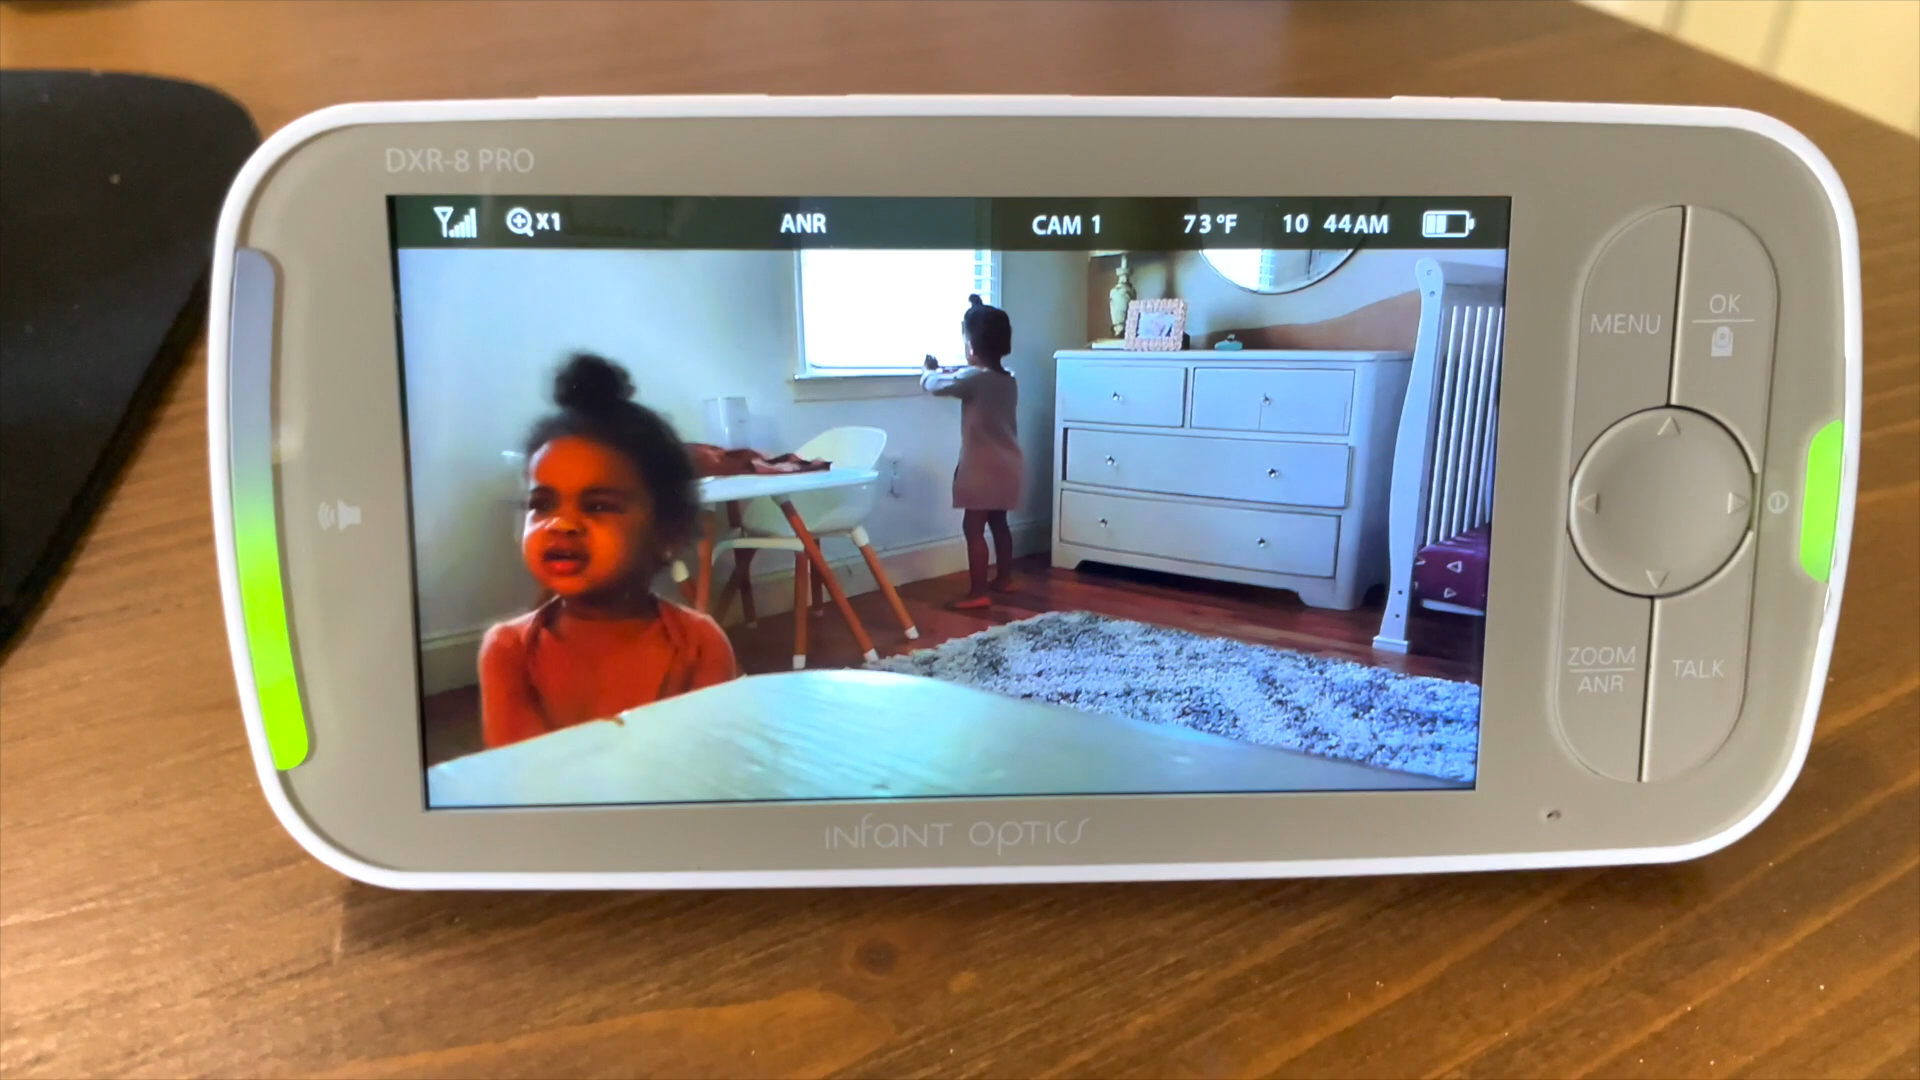 DXR-8 PRO
X1 ANR CAM 1 73°F 10 44AM
MENU
OK
ZOOM
ANR
TALK
infant optics